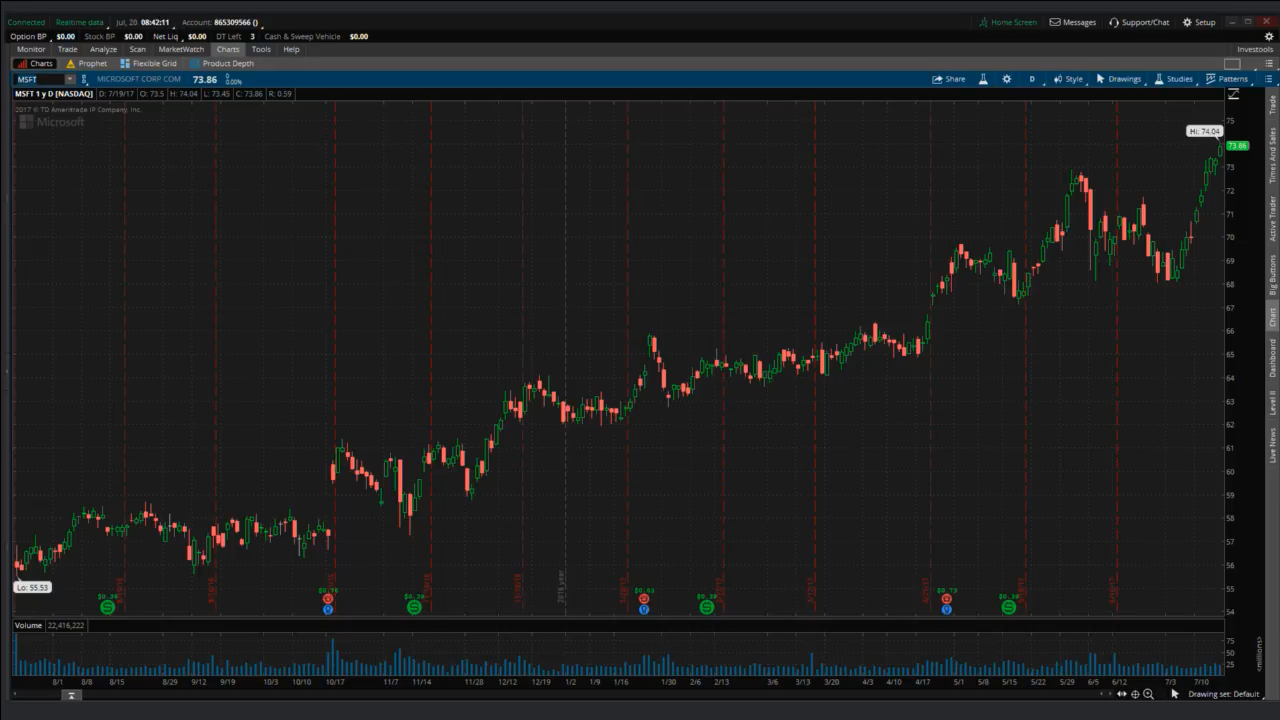 Connected Realtime data Jul, 20 08:42:11 Account: 865309566 () Home Screen Messages Support/Chat Setup
Option BP $0.00 Stock BP $0.00 Net Liq $0.00 DT Left 3 Cash & Sweep Vehicle $0.00
Monitor Trade Analyze Scan MarketWatch Charts Tools Help Investools
Charts Prophet Flexible Grid Product Depth
MSFT MICROSOFT CORP COM 73.86 0 0.00% Share D Style Drawings Studies Patterns
MSFT 1 y D [NASDAQ] D: 7/19/17 O: 73.5 H: 74.04 L: 73.45 C: 73.86 R: 0.59
2017 © TD Ameritrade IP Company, Inc.
Microsoft
Hi: 74.04
Lo: 55.53
75
73.86
73
72
71
70
69
68
67
66
65
64
63
62
61
60
59
58
57
56
55
54
2016 year
Trade
Times And Sales
Active Trader
Big Buttons
Chart
Dashboard
Level II
Live News
Volume 22,416,222
75
50
25
<millions>
8/1 8/8 8/15 8/29 9/12 9/19 10/3 10/17 11/7 11/14 11/28 12/12 12/19 1/2 1/9 1/16 1/30 2/6 2/13 3/6 3/13 3/20 4/3 4/10 4/17 5/1 5/8 5/15 5/22 5/29 6/5 6/12 7/3 7/10
Drawing set: Default